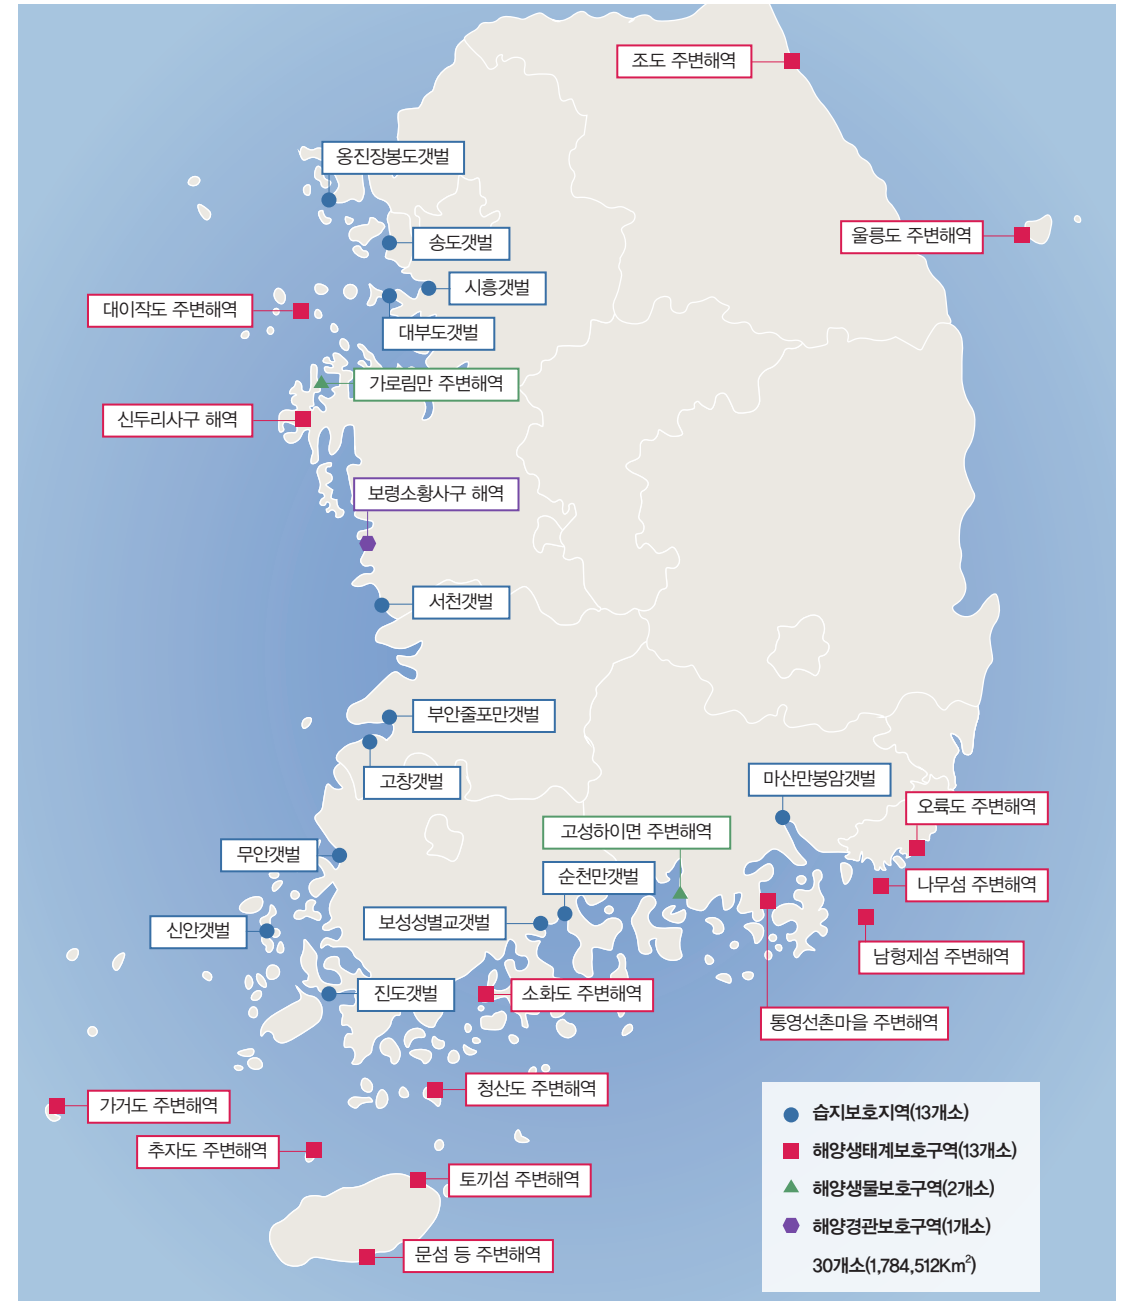 조도 주변해역
옹진장봉도갯벌
울릉도 주변해역
송도갯벌
시흥갯벌
대이작도 주변해역
대부도갯벌
가로림만 주변해역
신두리사구 해역
보령소황사구 해역
서천갯벌
부안줄포만갯벌
고창갯벌
마산만봉암갯벌
오륙도 주변해역
고성하이면 주변해역
무안갯벌
순천만갯벌
나무섬 주변해역
보성성별교갯벌
신안갯벌
남형제섬 주변해역
진도갯벌
소화도 주변해역
통영선촌마을 주변해역
청산도 주변해역
가거도 주변해역
추자도 주변해역
토끼섬 주변해역
문섬 등 주변해역
습지보호지역(13개소)
해양생태계보호구역(13개소)
해양생물보호구역(2개소)
해양경관보호구역(1개소)
30개소(1,784,512Km²)